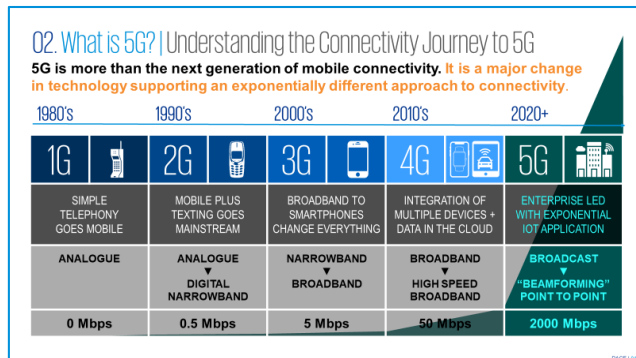 02. What is 5G? | Understanding the Connectivity Journey to 5G
5G is more than the next generation of mobile connectivity. It is a major change
in technology supporting an exponentially different approach to connectivity.
1980's 1990's 2000's 2010's 2020+
1G 2G 3G 4G 5G
SIMPLE
TELEPHONY
GOES MOBILE
MOBILE PLUS
TEXTING GOES
MAINSTREAM
BROADBAND TO
SMARTPHONES
CHANGE EVERYTHING
INTEGRATION OF
MULTIPLE DEVICES +
DATA IN THE CLOUD
ENTERPRISE LED
WITH EXPONENTIAL
IOT APPLICATION
ANALOGUE
ANALOGUE
DIGITAL
NARROWBAND
NARROWBAND
BROADBAND
BROADBAND
HIGH SPEED
BROADBAND
BROADCAST
"BEAMFORMING"
POINT TO POINT
0 Mbps 0.5 Mbps 5 Mbps 50 Mbps 2000 Mbps